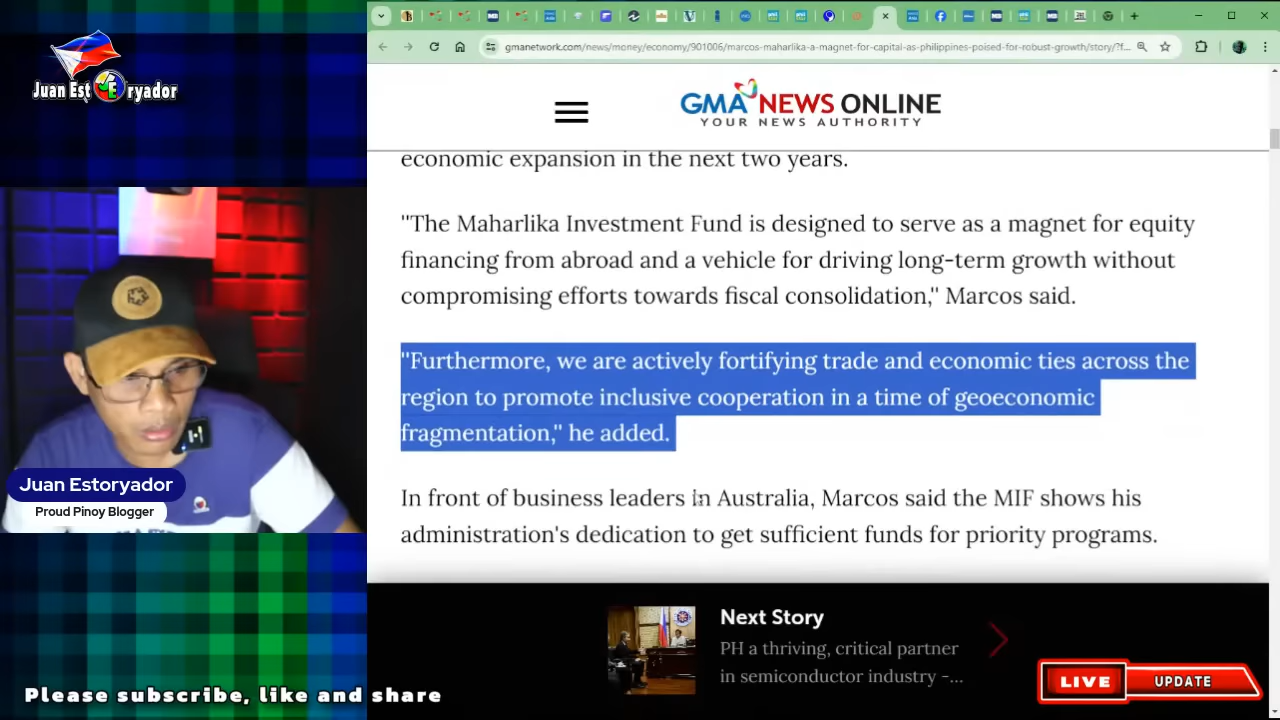 Juan Est ryador
gmanetwork.com/news/money/economy/901006/marcos-maharlika-a-magnet-for-capital-as-philippines-poised-for-robust-growth/story/?f...
GMA NEWS ONLINE
YOUR NEWS AUTHORITY
economic expansion in the next two years.
"The Maharlika Investment Fund is designed to serve as a magnet for equity
financing from abroad and a vehicle for driving long-term growth without
compromising efforts towards fiscal consolidation," Marcos said.
"Furthermore, we are actively fortifying trade and economic ties across the
region to promote inclusive cooperation in a time of geoeconomic
fragmentation," he added.
In front of business leaders in Australia, Marcos said the MIF shows his
administration's dedication to get sufficient funds for priority programs.
Juan Estoryador
Proud Pinoy Blogger
Next Story
PH a thriving, critical partner
in semiconductor industry -...
Please subscribe, like and share
LIVE UPDATE